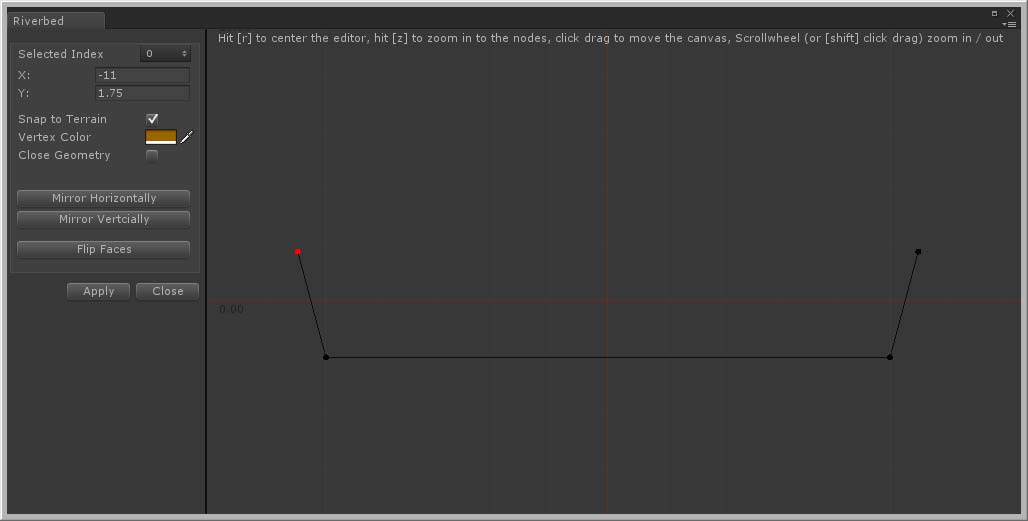 Riverbed
Hit [r] to center the editor, hit [z] to zoom in to the nodes, click drag to move the canvas, Scrollwheel (or [shift] click drag) zoom in / out
Selected Index 0
X: -11
Y: 1.75
Snap to Terrain
Vertex Color
Close Geometry
Mirror Horizontally
Mirror Vertcially
Flip Faces
Apply Close
0.00